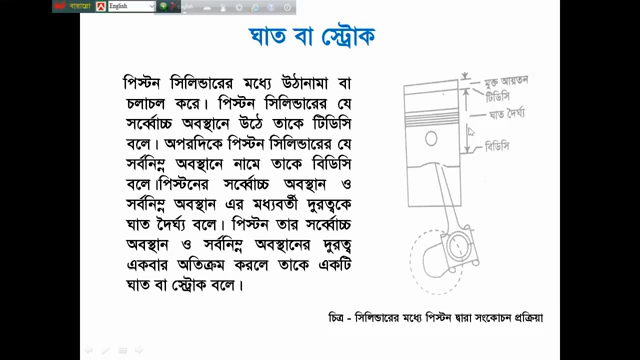 বায়ান্নো
English
ঘাত বা স্ট্রোক
পিস্টন সিলিন্ডারের মধ্যে উঠানামা বা
চলাচল করে। পিস্টন সিলিন্ডারের যে
সর্ব্বোচ্চ অবস্থানে উঠে তাকে টিডিসি
বলে। অপরদিকে পিস্টন সিলিন্ডারের যে
সর্বনিম্ন অবস্থানে নামে তাকে বিডিসি
বলে।পিস্টনের সর্ব্বোচ্চ অবস্থান ও
সর্বনিম্ন অবস্থান এর মধ্যবর্তী দুরত্বকে
ঘাত দৈর্ঘ্য বলে। পিস্টন তার সর্ব্বোচ্চ
অবস্থান ও সর্বনিম্ন অবস্থানের দুরত্ব
একবার অতিক্রম করলে তাকে একটি
ঘাত বা স্ট্রোক বলে।
মুক্ত আয়তন
টিডিসি
ঘাত দৈর্ঘ্য
বিডিসি
চিত্র - সিলিন্ডারের মধ্যে পিস্টন দ্বারা সংকোচন প্রক্রিয়া